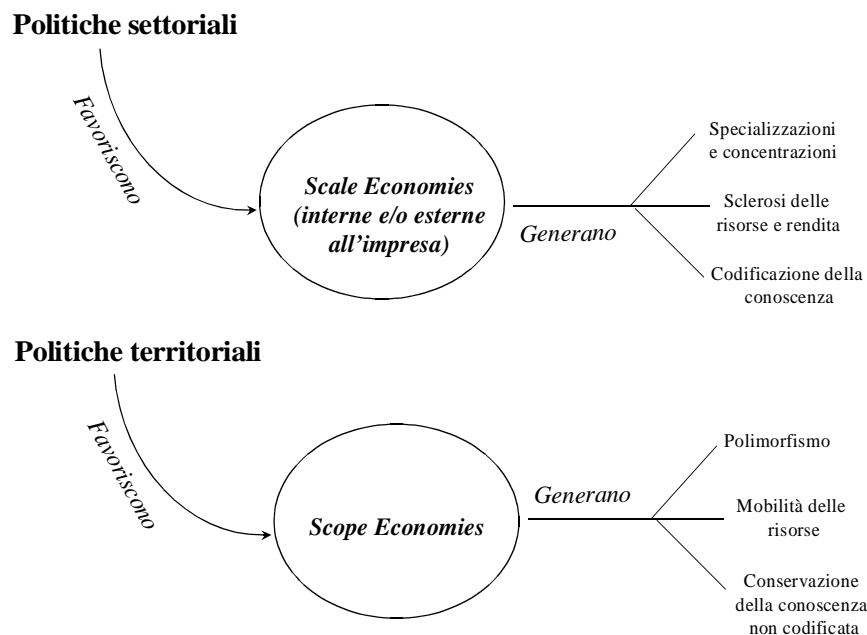 Politiche settoriali
Favoriscono
Scale Economies
(interne e/o esterne
all'impresa)
Generano
Specializzazioni
e concentrazioni
Sclerosi delle
risorse e rendita
Codificazione della
conoscenza
Politiche territoriali
Favoriscono
Scope Economies
Generano
Polimorfismo
Mobilità delle
risorse
Conservazione
della conoscenza
non codificata